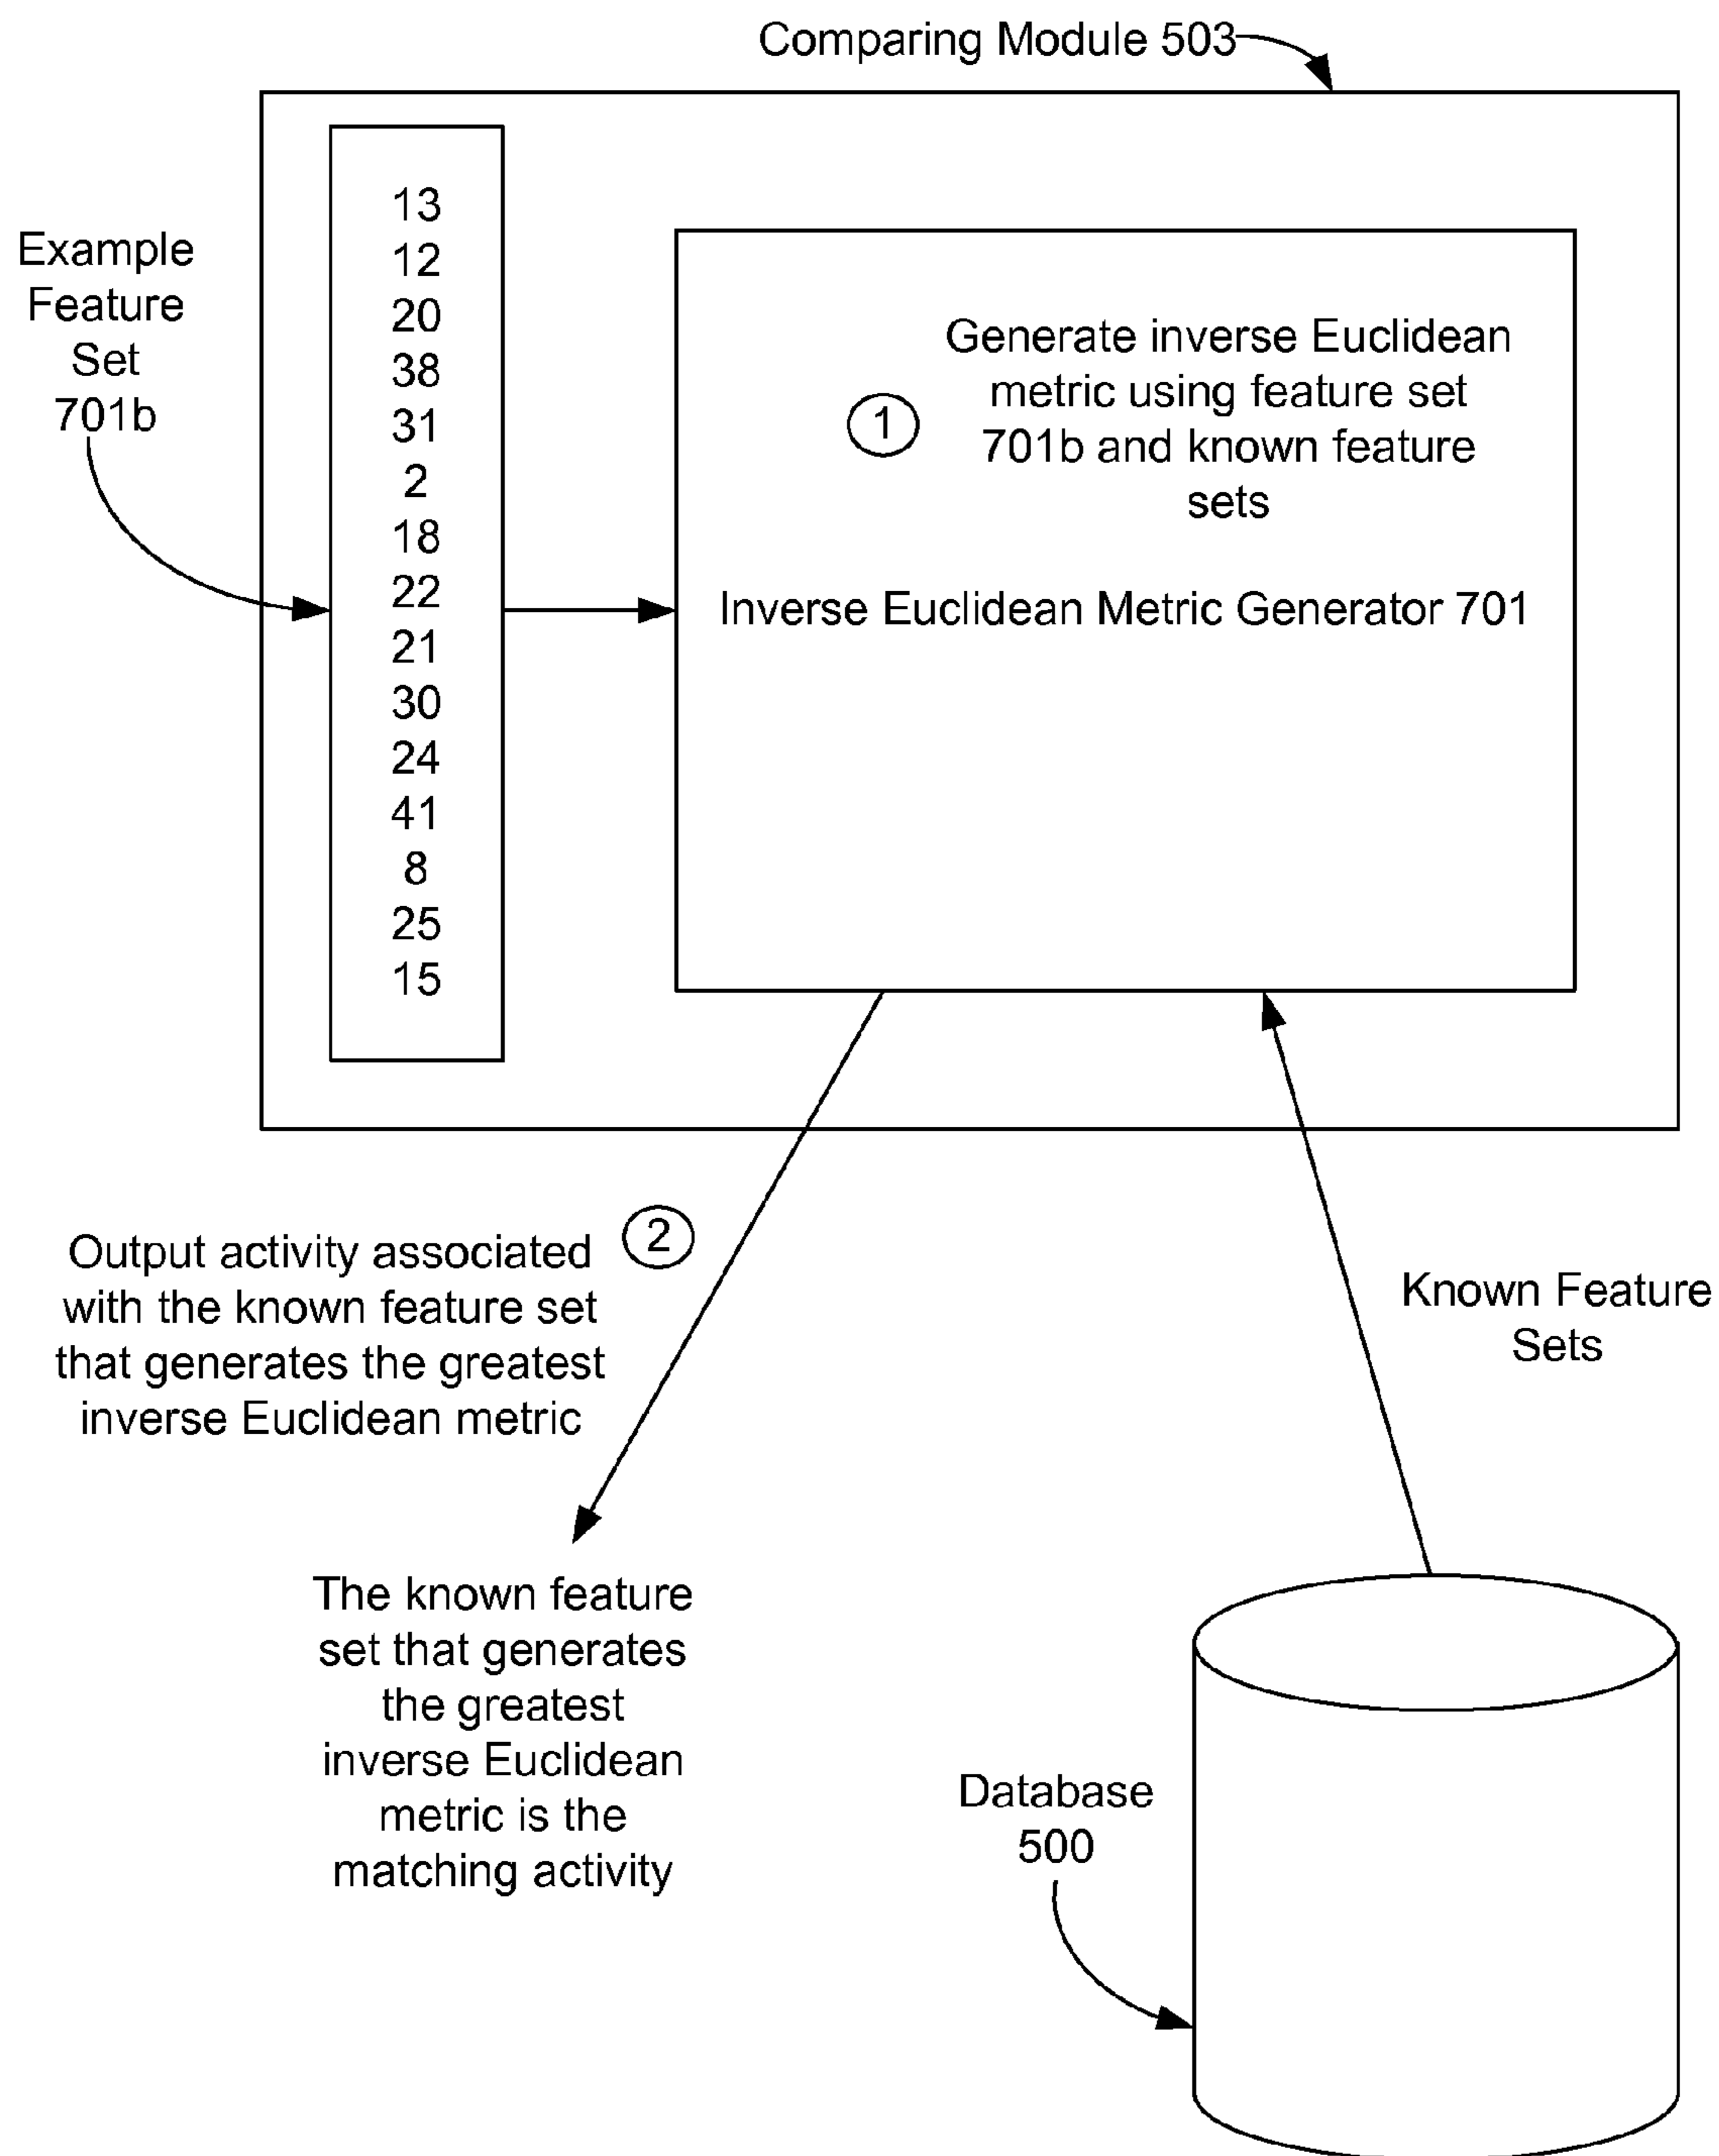 Comparing Module 503
Example
Feature
Set
701b
13
12
20
38
31
2
18
22
21
30
24
41
8
25
15
1
Generate inverse Euclidean
metric using feature set
701b and known feature
sets
Inverse Euclidean Metric Generator 701
2
Output activity associated
with the known feature set
that generates the greatest
inverse Euclidean metric
Known Feature
Sets
The known feature
set that generates
the greatest
inverse Euclidean
metric is the
matching activity
Database
500